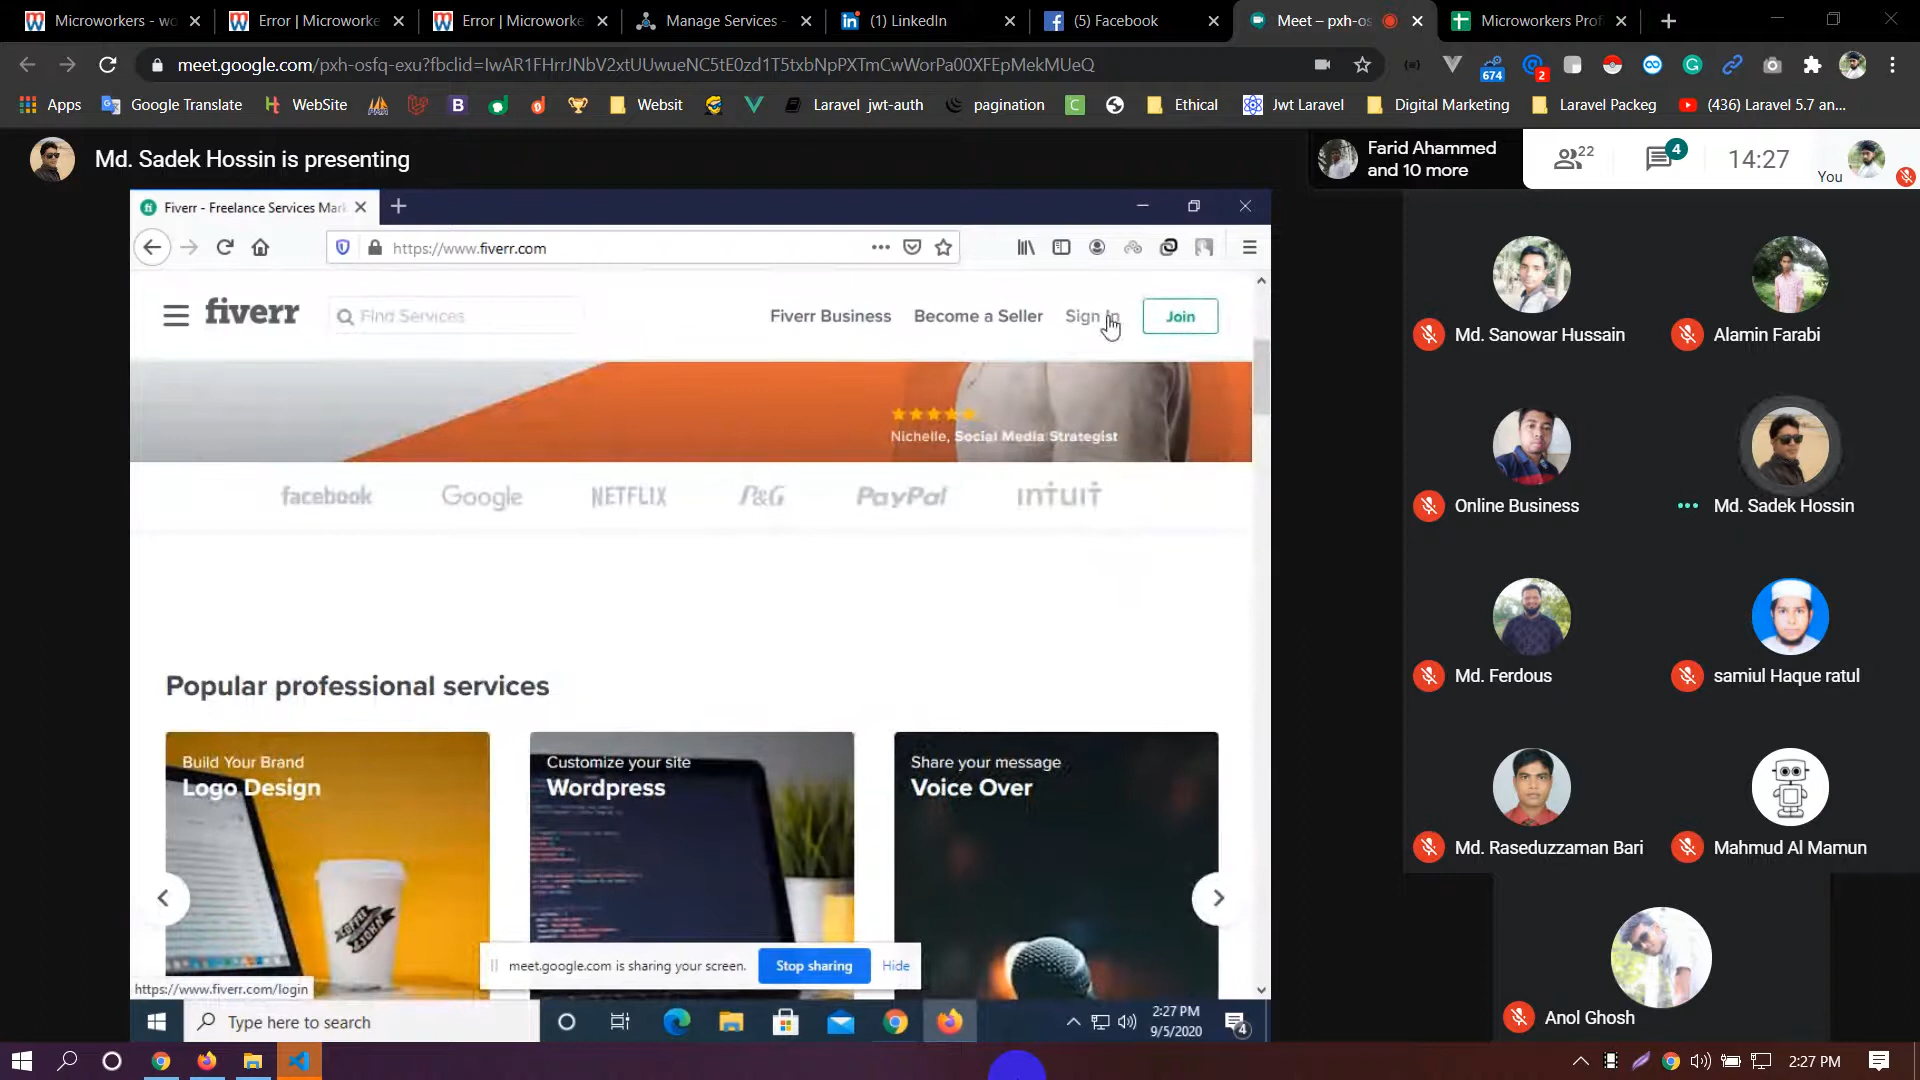 Microworkers - wo
Error | Microworke
Error | Microworke
Manage Services -
(1) LinkedIn
(5) Facebook
Meet – pxh-os
Microworkers Prof
meet.google.com/pxh-osfq-exu?fbclid=IwAR1FHrrJNbV2xtUUwueNC5tE0zd1T5txbNpPXTmCwWorPa00XFEpMekMUeQ
674
2
Apps
Google Translate
WebSite
Websit
Laravel jwt-auth
pagination
Ethical
Jwt Laravel
Digital Marketing
Laravel Packeg
(436) Laravel 5.7 an...
Md. Sadek Hossin is presenting
Farid Ahammed
and 10 more
22
4
14:27
You
Fiverr - Freelance Services Mark
https://www.fiverr.com
fiverr
Find Services
Fiverr Business
Become a Seller
Sign In
Join
Nichelle, Social Media Strategist
facebook
Google
NETFLIX
P&G
PayPal
intuit
Popular professional services
Build Your Brand
Logo Design
Customize your site
Wordpress
Share your message
Voice Over
COFFEE
& JOHN
meet.google.com is sharing your screen.
Stop sharing
Hide
https://www.fiverr.com/login
Type here to search
2:27 PM
9/5/2020
4
Md. Sanowar Hussain
Alamin Farabi
Online Business
Md. Sadek Hossin
Md. Ferdous
samiul Haque ratul
Md. Raseduzzaman Bari
Mahmud Al Mamun
Anol Ghosh
2:27 PM